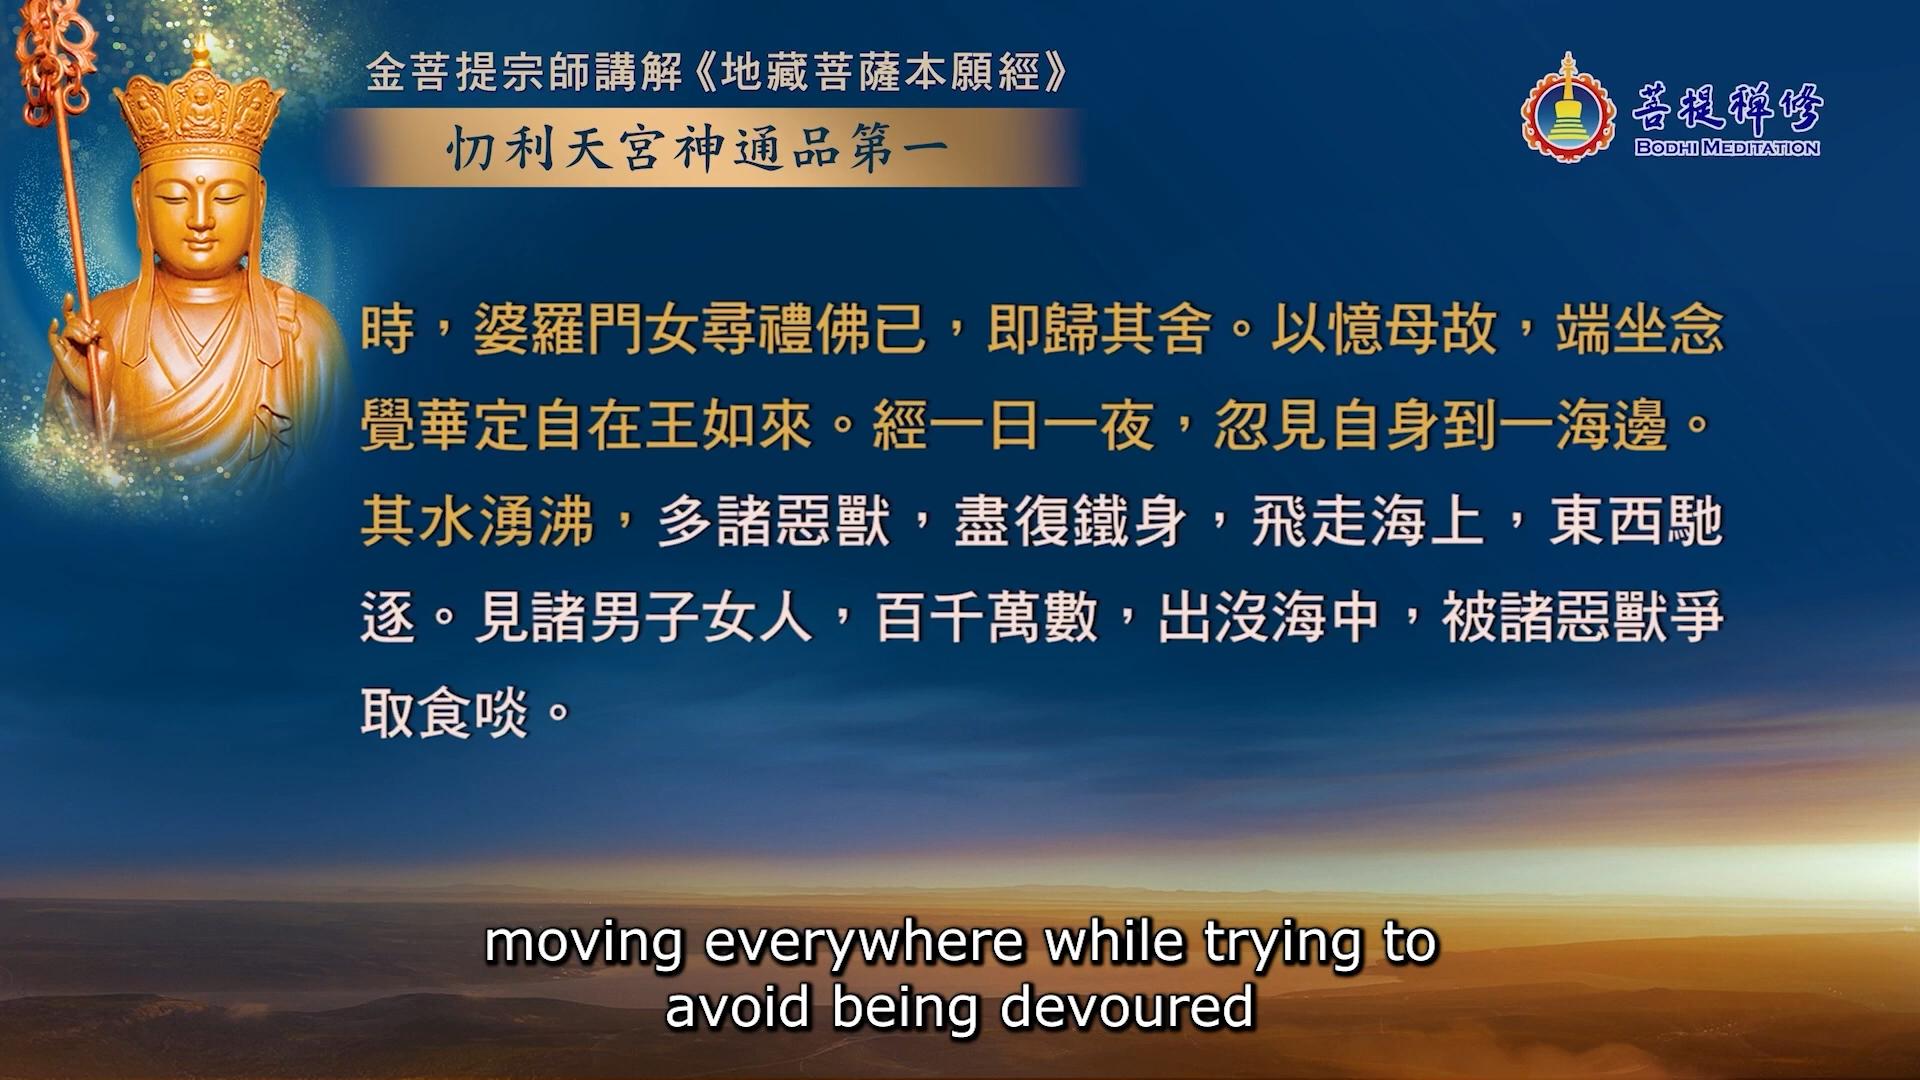 金菩提宗師講解《地藏菩薩本願經》
忉利天宮神通品第一
菩提禪修
BODHI MEDITATION
時，婆羅門女尋禮佛已，即歸其舍。以憶母故，端坐念
覺華定自在王如來。經一日一夜，忽見自身到一海邊。
其水湧沸，多諸惡獸，盡復鐵身，飛走海上，東西馳
逐。見諸男子女人，百千萬數，出沒海中，被諸惡獸爭
取食啖。
moving everywhere while trying to
avoid being devoured